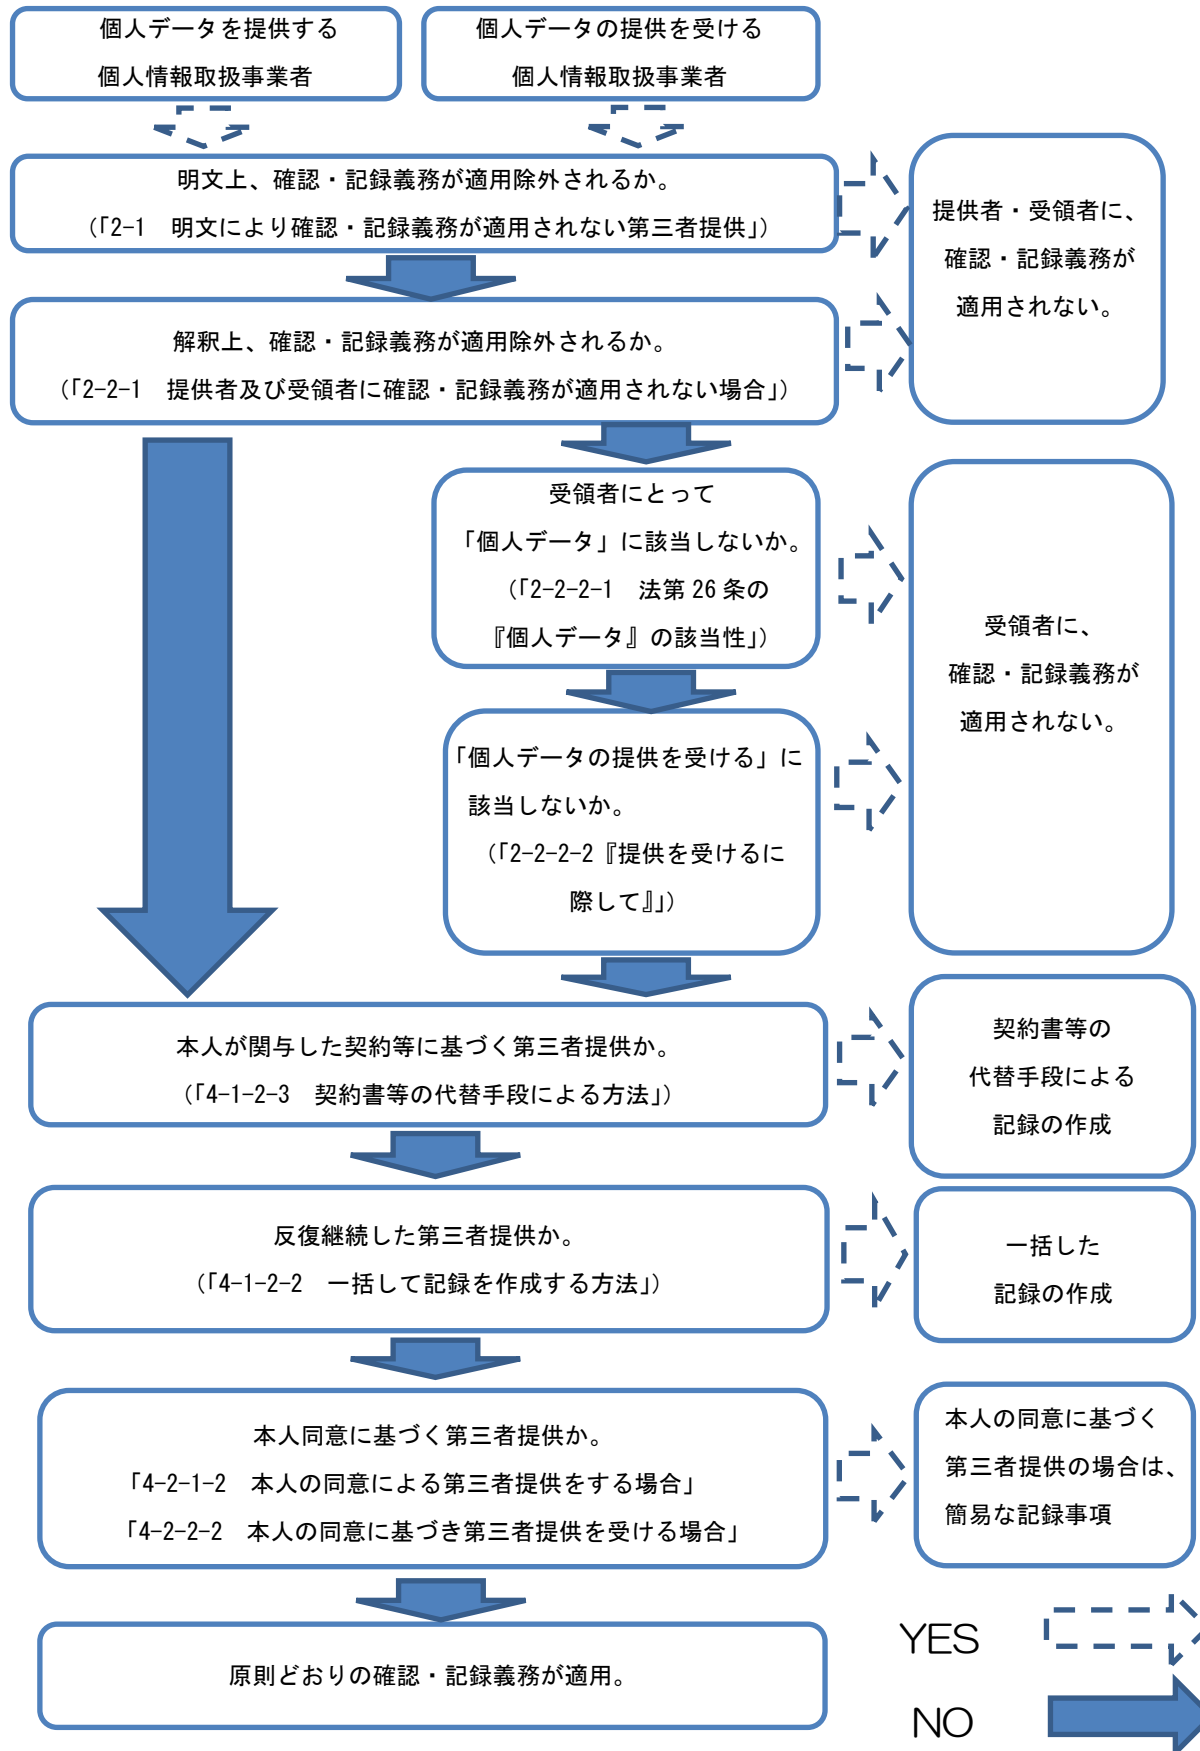 個人データを提供する
個人情報取扱事業者
個人データの提供を受ける
個人情報取扱事業者
明文上、確認・記録義務が適用除外されるか。
(「2-1　明文により確認・記録義務が適用されない第三者提供」)
提供者・受領者に、
確認・記録義務が
適用されない。
解釈上、確認・記録義務が適用除外されるか。
(「2-2-1　提供者及び受領者に確認・記録義務が適用されない場合」)
受領者にとって
「個人データ」に該当しないか。
(「2-2-2-1　法第 26 条の
『個人データ』の該当性」)
受領者に、
確認・記録義務が
適用されない。
「個人データの提供を受ける」に
該当しないか。
(「2-2-2-2『提供を受けるに
際して』」)
本人が関与した契約等に基づく第三者提供か。
(「4-1-2-3　契約書等の代替手段による方法」)
契約書等の
代替手段による
記録の作成
反復継続した第三者提供か。
(「4-1-2-2　一括して記録を作成する方法」)
一括した
記録の作成
本人同意に基づく第三者提供か。
「4-2-1-2　本人の同意による第三者提供をする場合」
「4-2-2-2　本人の同意に基づき第三者提供を受ける場合」
本人の同意に基づく
第三者提供の場合は、
簡易な記録事項
原則どおりの確認・記録義務が適用。
YES
NO